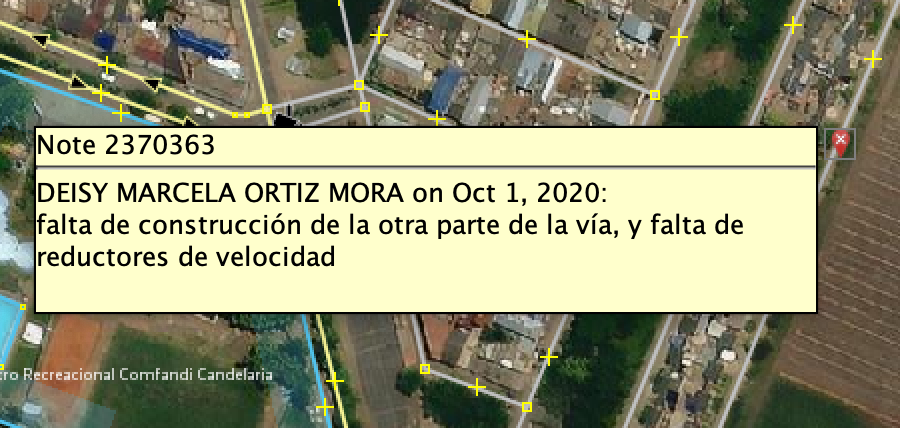 Note 2370363
DEISY MARCELA ORTIZ MORA on Oct 1, 2020:
falta de construcción de la otra parte de la vía, y falta de
reductores de velocidad
tro Recreacional Comfandi Candelaria